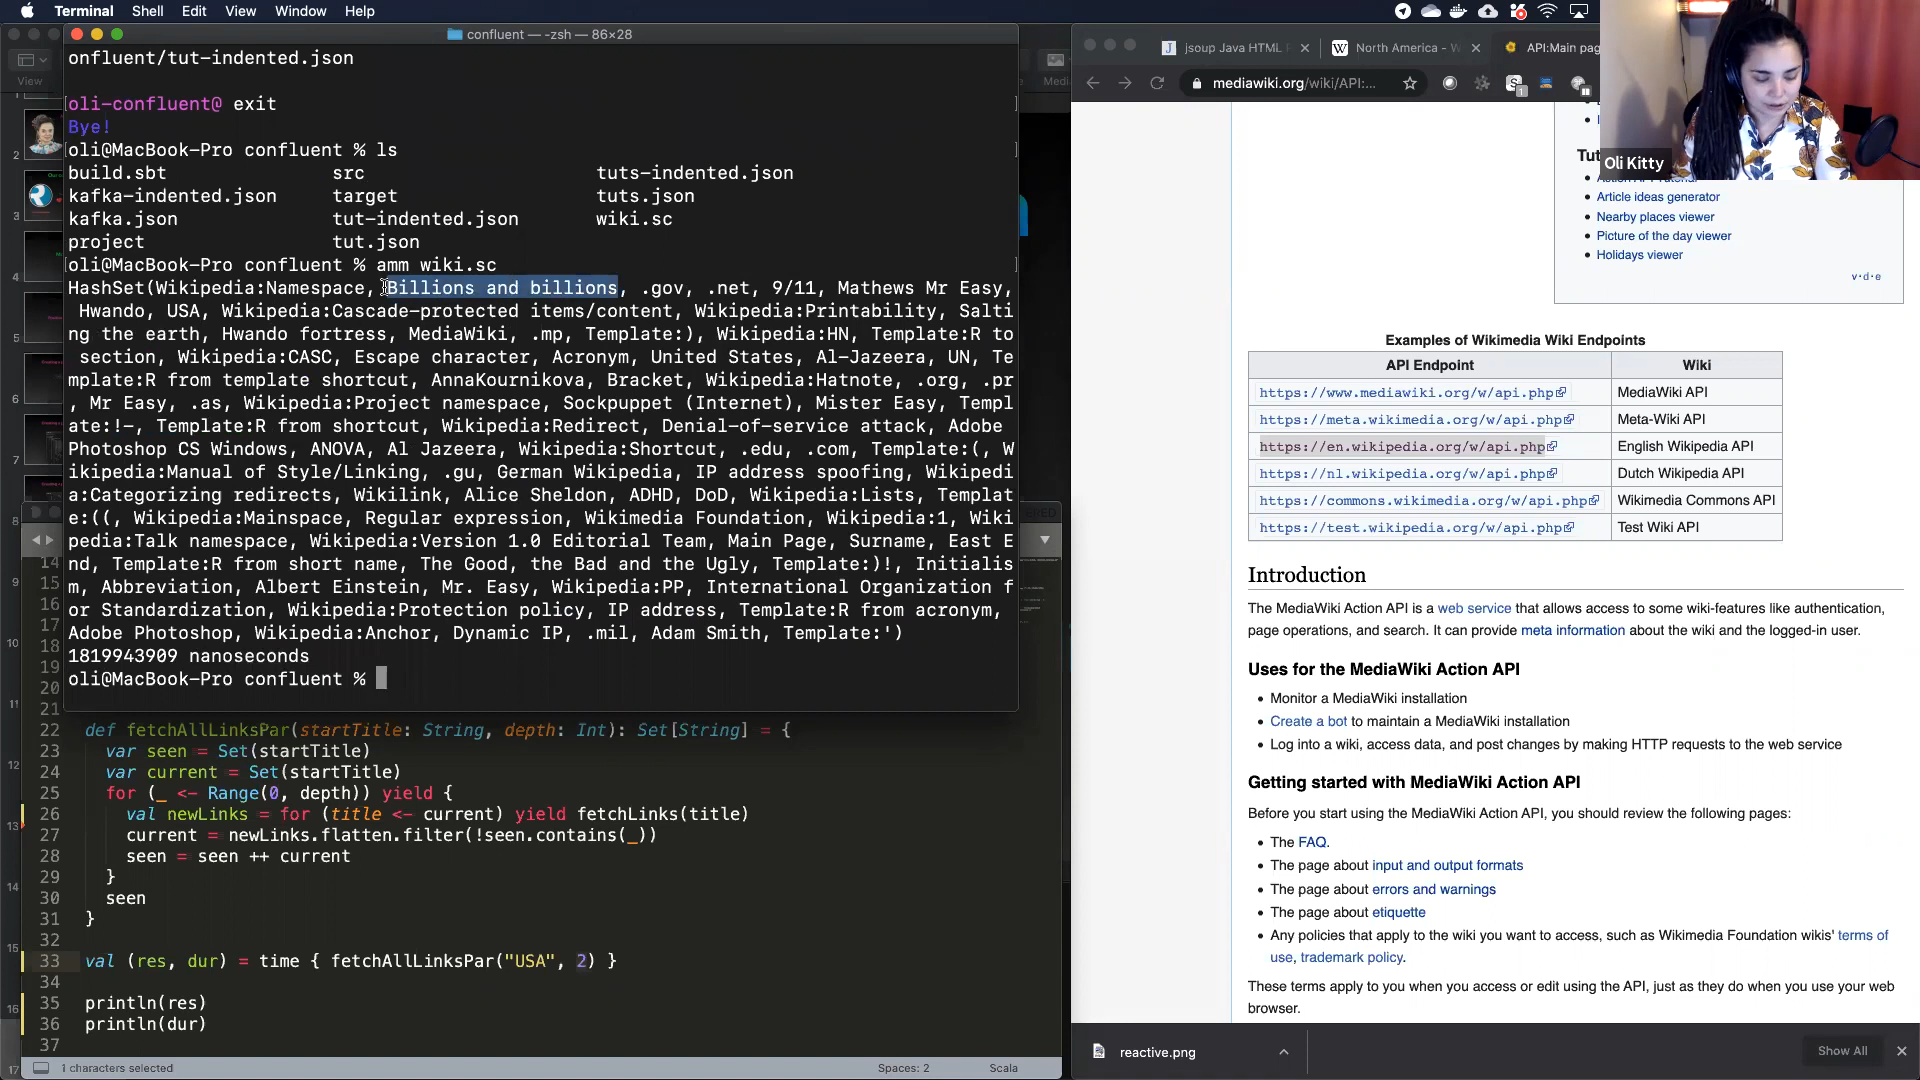 Terminal Shell Edit View Window Help
confluent — -zsh — 86×28
onfluent/tut-indented.json
oli-confluent@ exit
Bye!
oli@MacBook-Pro confluent % ls
build.sbt src tuts-indented.json
kafka-indented.json target tuts.json
kafka.json tut-indented.json wiki.sc
project tut.json
oli@MacBook-Pro confluent % amm wiki.sc
HashSet(Wikipedia:Namespace, Billions and billions, .gov, .net, 9/11, Mathews Mr Easy,
Hwando, USA, Wikipedia:Cascade-protected items/content, Wikipedia:Printability, Salti
ng the earth, Hwando fortress, MediaWiki, .mp, Template:), Wikipedia:HN, Template:R to
section, Wikipedia:CASC, Escape character, Acronym, United States, Al-Jazeera, UN, Te
mplate:R from template shortcut, AnnaKournikova, Bracket, Wikipedia:Hatnote, .org, .pr
, Mr Easy, .as, Wikipedia:Project namespace, Sockpuppet (Internet), Mister Easy, Templ
ate:!-, Template:R from shortcut, Wikipedia:Redirect, Denial-of-service attack, Adobe
Photoshop CS Windows, ANOVA, Al Jazeera, Wikipedia:Shortcut, .edu, .com, Template:(, W
ikipedia:Manual of Style/Linking, .gu, German Wikipedia, IP address spoofing, Wikipedi
a:Categorizing redirects, Wikilink, Alice Sheldon, ADHD, DoD, Wikipedia:Lists, Templat
e:((, Wikipedia:Mainspace, Regular expression, Wikimedia Foundation, Wikipedia:1, Wiki
pedia:Talk namespace, Wikipedia:Version 1.0 Editorial Team, Main Page, Surname, East E
nd, Template:R from short name, The Good, the Bad and the Ugly, Template:)!, Initialis
m, Abbreviation, Albert Einstein, Mr. Easy, Wikipedia:PP, International Organization f
or Standardization, Wikipedia:Protection policy, IP address, Template:R from acronym,
Adobe Photoshop, Wikipedia:Anchor, Dynamic IP, .mil, Adam Smith, Template:')
1819943909 nanoseconds
oli@MacBook-Pro confluent %
View
2
3
4
5
6
7
8
9
10
11
12
13
14
15
16
17
14
15
16
17
18
19
20
21
22 def fetchAllLinksPar(startTitle: String, depth: Int): Set[String] = {
23 var seen = Set(startTitle)
24 var current = Set(startTitle)
25 for (_ <- Range(0, depth)) yield {
26 val newLinks = for (title <- current) yield fetchLinks(title)
27 current = newLinks.flatten.filter(!seen.contains(_))
28 seen = seen ++ current
29 }
30 seen
31 }
32
33 val (res, dur) = time { fetchAllLinksPar("USA", 2) }
34
35 println(res)
36 println(dur)
37
1 characters selected Spaces: 2 Scala
jsoup Java HTML North America - W API:Main pag
mediawiki.org/wiki/API:...
Oli Kitty
Article ideas generator
Nearby places viewer
Picture of the day viewer
Holidays viewer
v·d·e
Examples of Wikimedia Wiki Endpoints
API Endpoint Wiki
https://www.mediawiki.org/w/api.php MediaWiki API
https://meta.wikimedia.org/w/api.php Meta-Wiki API
https://en.wikipedia.org/w/api.php English Wikipedia API
https://nl.wikipedia.org/w/api.php Dutch Wikipedia API
https://commons.wikimedia.org/w/api.php Wikimedia Commons API
https://test.wikipedia.org/w/api.php Test Wiki API
Introduction
The MediaWiki Action API is a web service that allows access to some wiki-features like authentication,
page operations, and search. It can provide meta information about the wiki and the logged-in user.
Uses for the MediaWiki Action API
Monitor a MediaWiki installation
Create a bot to maintain a MediaWiki installation
Log into a wiki, access data, and post changes by making HTTP requests to the web service
Getting started with MediaWiki Action API
Before you start using the MediaWiki Action API, you should review the following pages:
The FAQ.
The page about input and output formats
The page about errors and warnings
The page about etiquette
Any policies that apply to the wiki you want to access, such as Wikimedia Foundation wikis' terms of
use, trademark policy.
These terms apply to you when you access or edit using the API, just as they do when you use your web
browser.
reactive.png
Show All